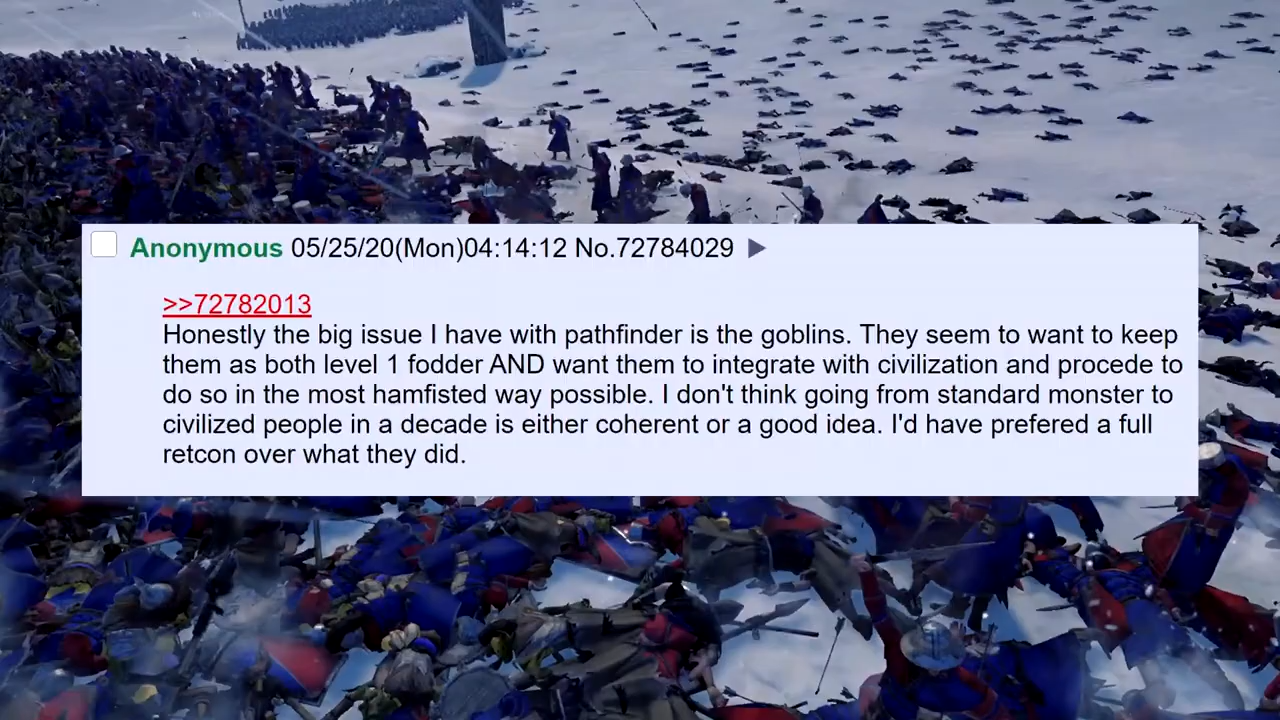 Anonymous 05/25/20(Mon)04:14:12 No.72784029 ▶
>>72782013
Honestly the big issue I have with pathfinder is the goblins. They seem to want to keep
them as both level 1 fodder AND want them to integrate with civilization and procede to
do so in the most hamfisted way possible. I don't think going from standard monster to
civilized people in a decade is either coherent or a good idea. I'd have prefered a full
retcon over what they did.